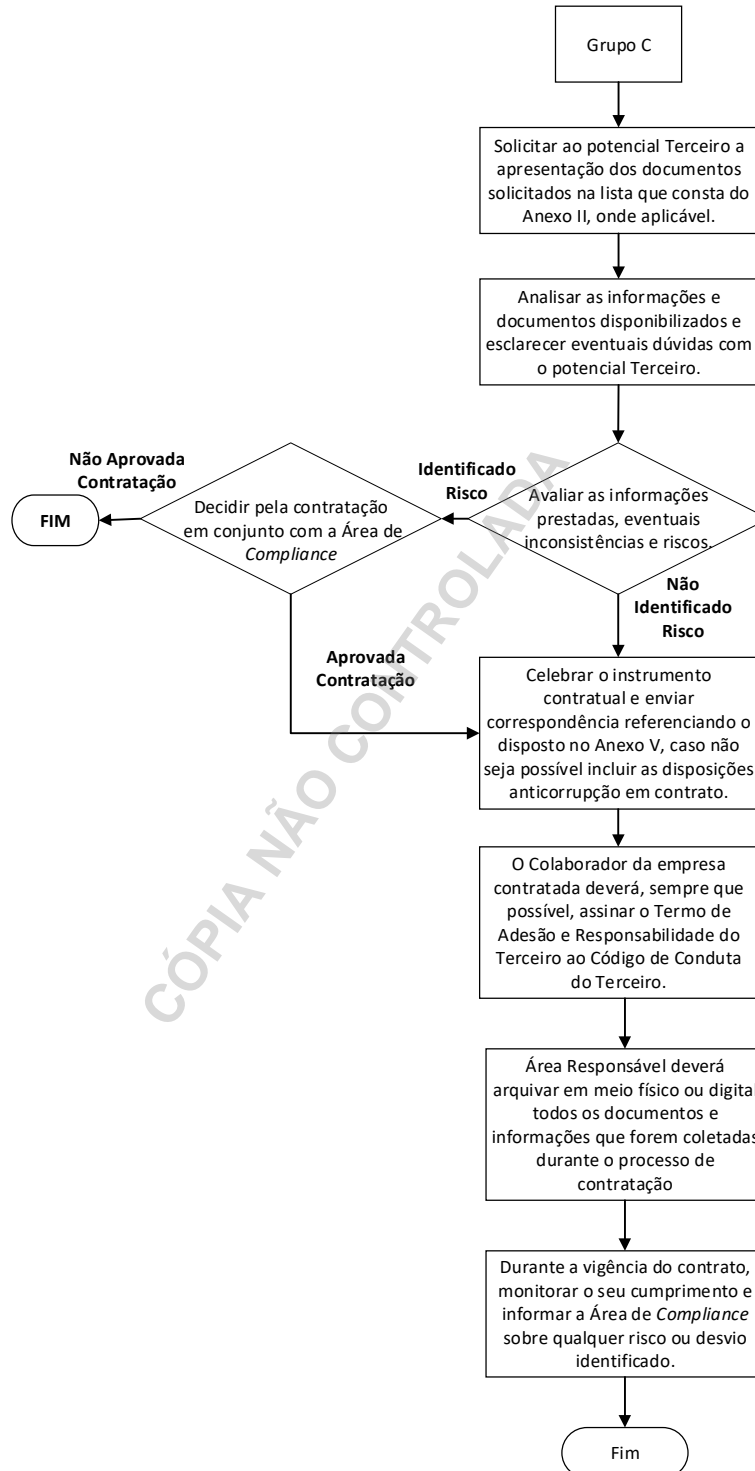 Grupo C
Solicitar ao potencial Terceiro a
apresentação dos documentos
solicitados na lista que consta do
Anexo II, onde aplicável.
Analisar as informações e
documentos disponibilizados e
esclarecer eventuais dúvidas com
o potencial Terceiro.
Avaliar as informações
prestadas, eventuais
inconsistências e riscos.
Identificado
Risco
Decidir pela contratação
em conjunto com a Área de
Compliance
Não Aprovada
Contratação
FIM
Aprovada
Contratação
Não
Identificado
Risco
Celebrar o instrumento
contratual e enviar
correspondência referenciando o
disposto no Anexo V, caso não
seja possível incluir as disposições
anticorrupção em contrato.
O Colaborador da empresa
contratada deverá, sempre que
possível, assinar o Termo de
Adesão e Responsabilidade do
Terceiro ao Código de Conduta
do Terceiro.
Área Responsável deverá
arquivar em meio físico ou digital
todos os documentos e
informações que forem coletadas
durante o processo de
contratação
Durante a vigência do contrato,
monitorar o seu cumprimento e
informar a Área de Compliance
sobre qualquer risco ou desvio
identificado.
Fim
CÓPIA NÃO CONTROLADA